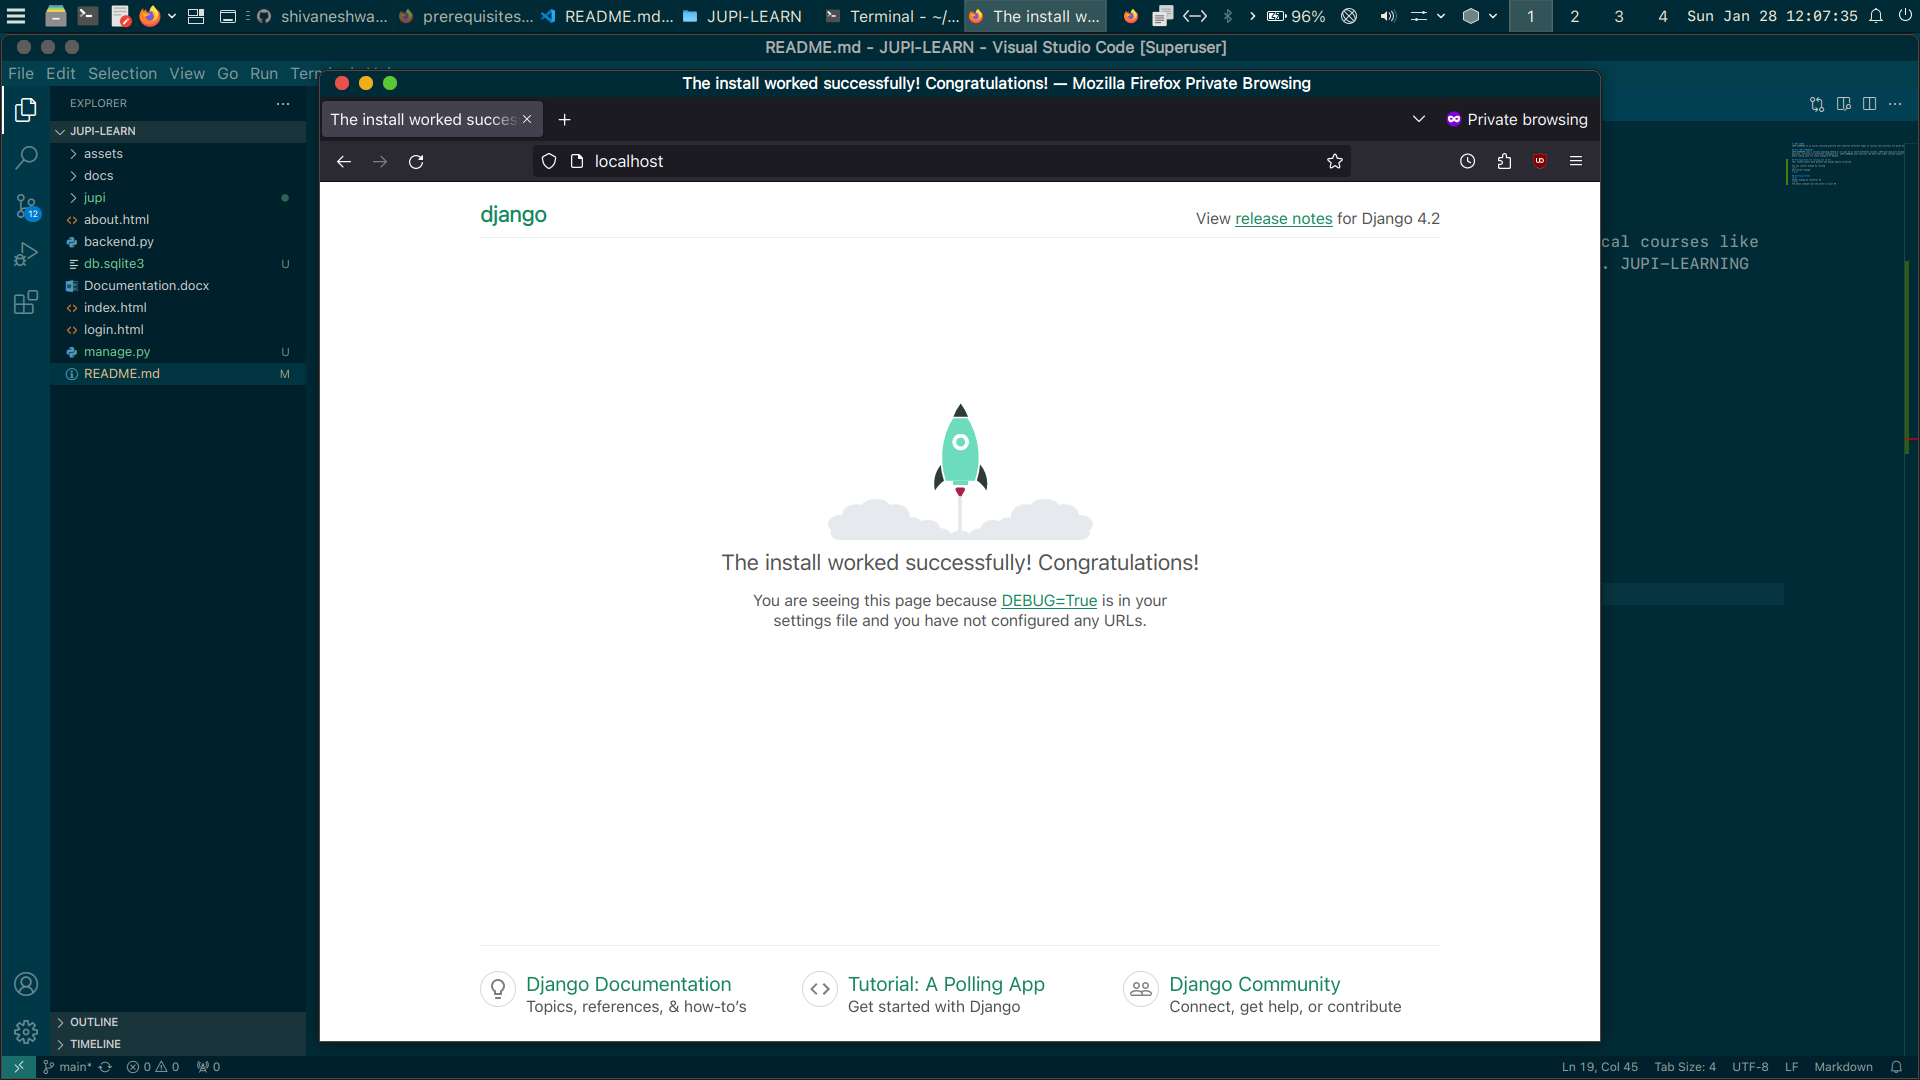 shivaneshwa...
prerequisites...
README.md...
JUPI-LEARN
Terminal - ~/...
The install w...
96%
1
2
3
4
Sun Jan 28 12:07:35
README.md - JUPI-LEARN - Visual Studio Code [Superuser]
File Edit Selection View Go Run
The install worked successfully! Congratulations! — Mozilla Firefox Private Browsing
EXPLORER
The install worked succes
Private browsing
JUPI-LEARN
assets
localhost
docs
jupi
about.html
django
View release notes for Django 4.2
backend.py
cal courses like
db.sqlite3 U
. JUPI-LEARNING
Documentation.docx
index.html
login.html
manage.py U
README.md M
12
The install worked successfully! Congratulations!
You are seeing this page because DEBUG=True is in your
settings file and you have not configured any URLs.
Django Documentation
Topics, references, & how-to's
Tutorial: A Polling App
Get started with Django
Django Community
Connect, get help, or contribute
OUTLINE
TIMELINE
main*
0
0
0
Ln 19, Col 45
Tab Size: 4
UTF-8
LF
Markdown